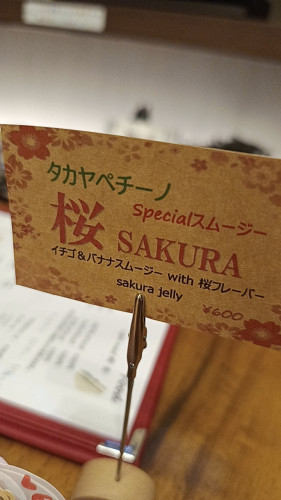 タカヤペチーノ
Specialスムージー
桜 SAKURA
イチゴ&バナナスムージー with 桜フレーバー
sakura jelly
¥600